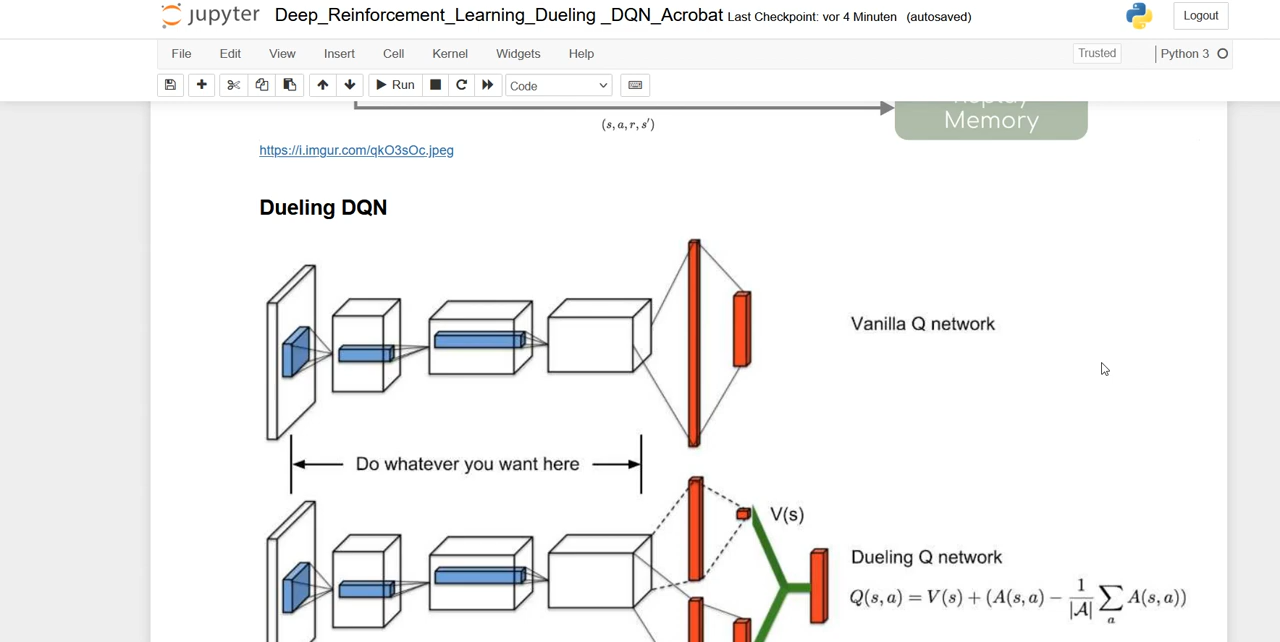 jupyter Deep_Reinforcement_Learning_Dueling _DQN_Acrobat Last Checkpoint: vor 4 Minuten (autosaved) Logout
File Edit View Insert Cell Kernel Widgets Help Trusted Python 3
Run Code
Replay
Memory
(s, a, r, s′)
https://i.imgur.com/qkO3sOc.jpeg
Dueling DQN
Vanilla Q network
Do whatever you want here
V(s)
Dueling Q network
Q(s, a) = V(s) + (A(s, a) − 1/|A| ∑a A(s, a))